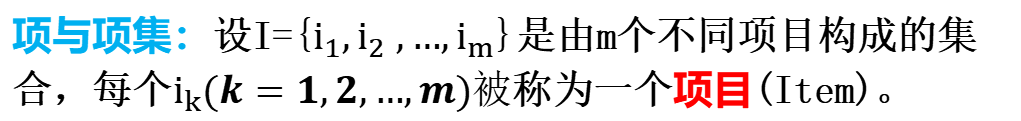 项与项集：设I={i₁,i₂ ,…,iₘ}是由m个不同项目构成的集
合，每个iₖ(k = 1,2,…,m)被称为一个项目(Item)。